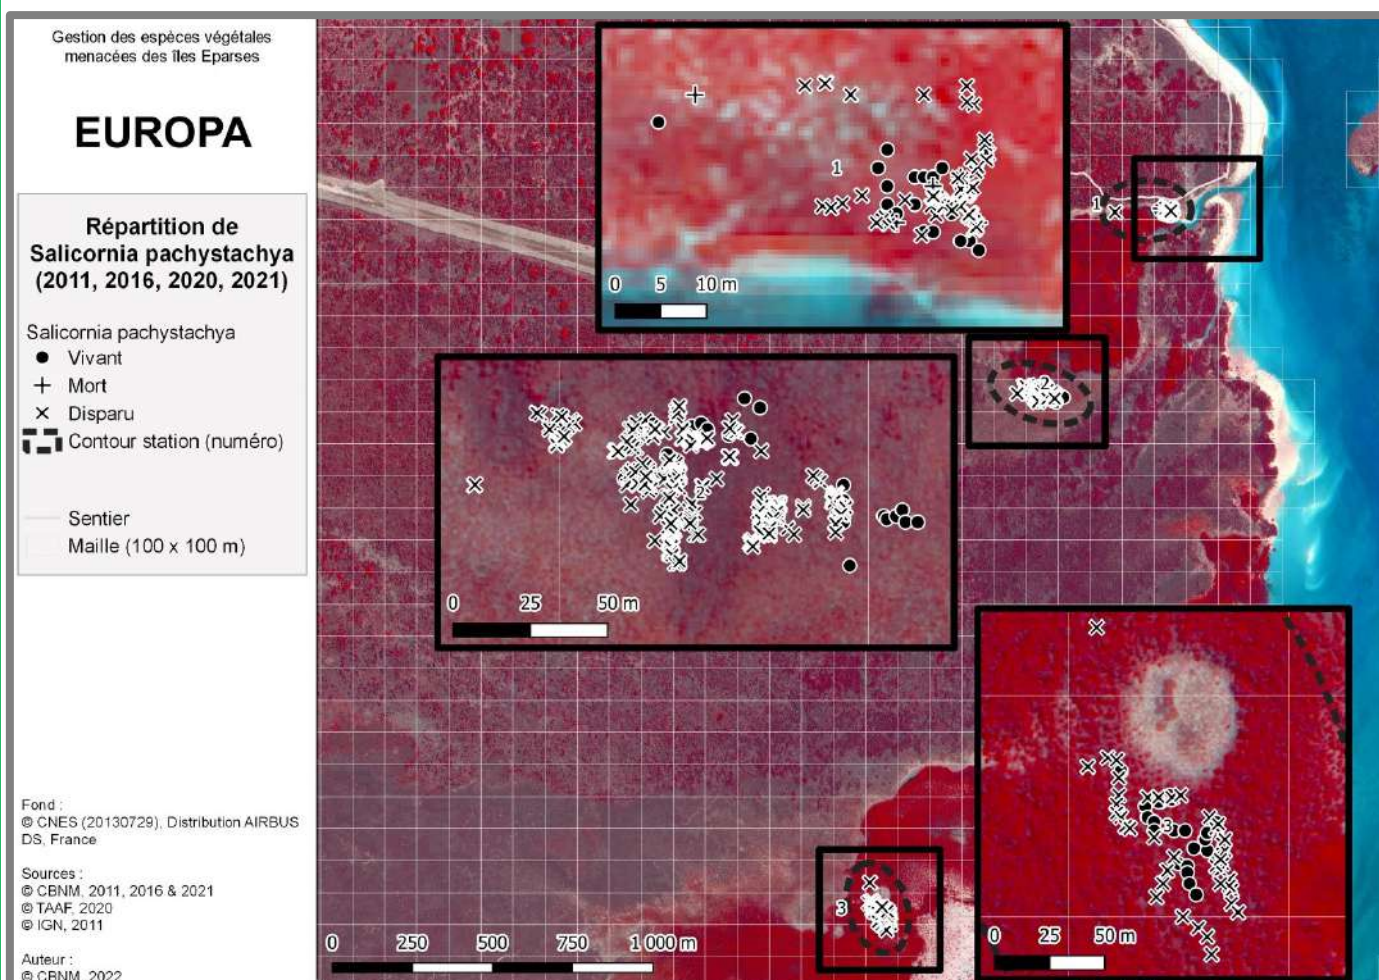 Gestion des espèces végétales
menacées des îles Eparses
EUROPA
Répartition de
Salicornia pachystachya
(2011, 2016, 2020, 2021)
Salicornia pachystachya
Vivant
Mort
Disparu
Contour station (numéro)
Sentier
Maille (100 x 100 m)
Fond :
© CNES (20130729), Distribution AIRBUS
DS, France
Sources :
© CBNM, 2011, 2016 & 2021
© TAAF, 2020
© IGN, 2011
Auteur :
© CBNM, 2022
1
0 5 10 m
1
2
2
0 25 50 m
3
0 25 50 m
3
0 250 500 750 1 000 m